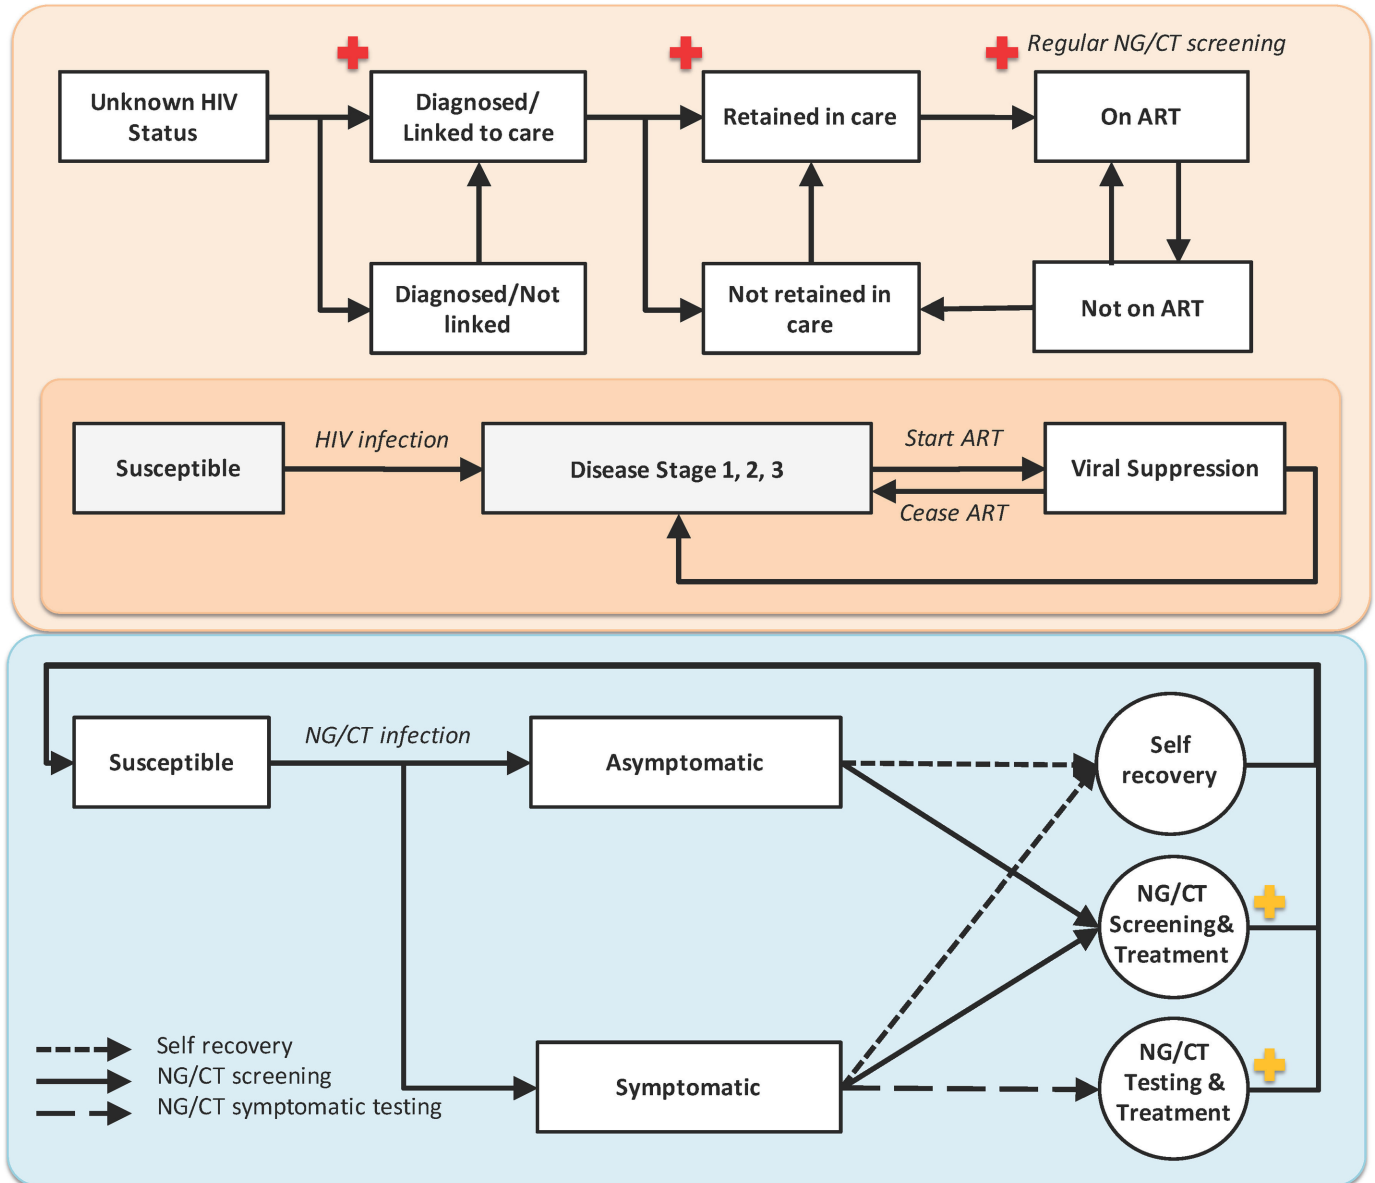 Regular NG/CT screening
Unknown HIV
Status
Diagnosed/
Linked to care
Retained in care
On ART
Diagnosed/Not
linked
Not retained in
care
Not on ART
Susceptible
HIV infection
Disease Stage 1, 2, 3
Start ART
Cease ART
Viral Suppression
Susceptible
NG/CT infection
Asymptomatic
Self
recovery
NG/CT
Screening&
Treatment
Symptomatic
NG/CT
Testing &
Treatment
Self recovery
NG/CT screening
NG/CT symptomatic testing